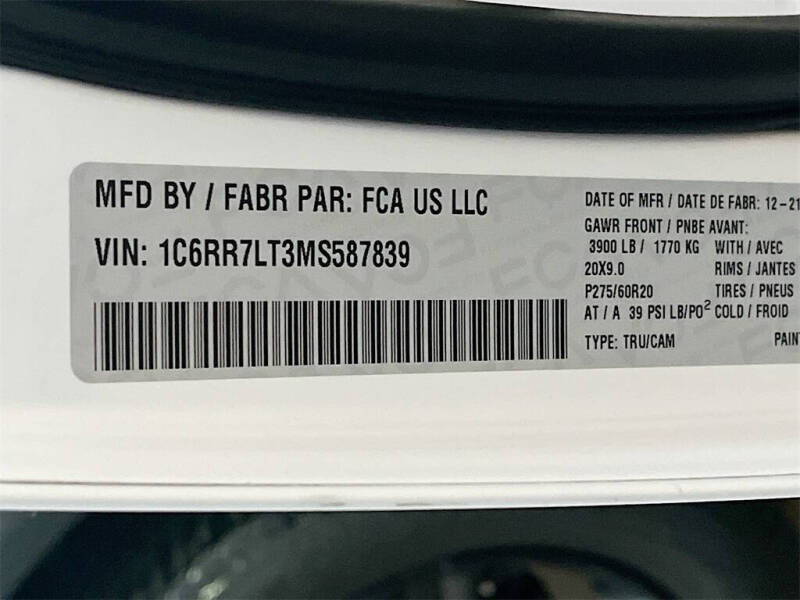 MFD BY / FABR PAR: FCA US LLC
VIN: 1C6RR7LT3MS587839
DATE OF MFR / DATE DE FABR: 12-21
GAWR FRONT / PNBE AVANT:
3900 LB / 1770 KG WITH / AVEC
20X9.0 RIMS / JANTES
P275/60R20 TIRES / PNEUS
AT / A 39 PSI LB/PO² COLD / FROID
TYPE: TRU/CAM PAIN